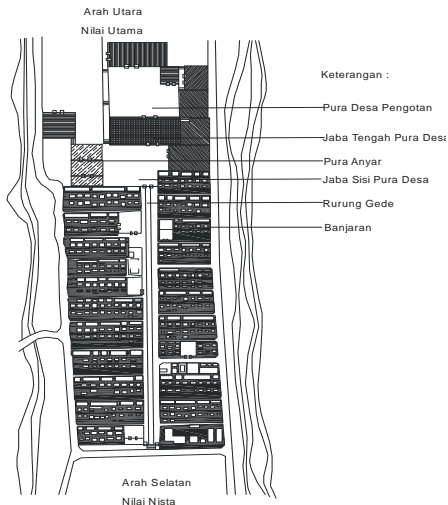 Arah Utara
Nilai Utama
Keterangan :
Pura Desa Pengotan
Jaba Tengah Pura Desa
Pura Anyar
Jaba Sisi Pura Desa
Rurung Gede
Banjaran
Arah Selatan
Nilai Nista